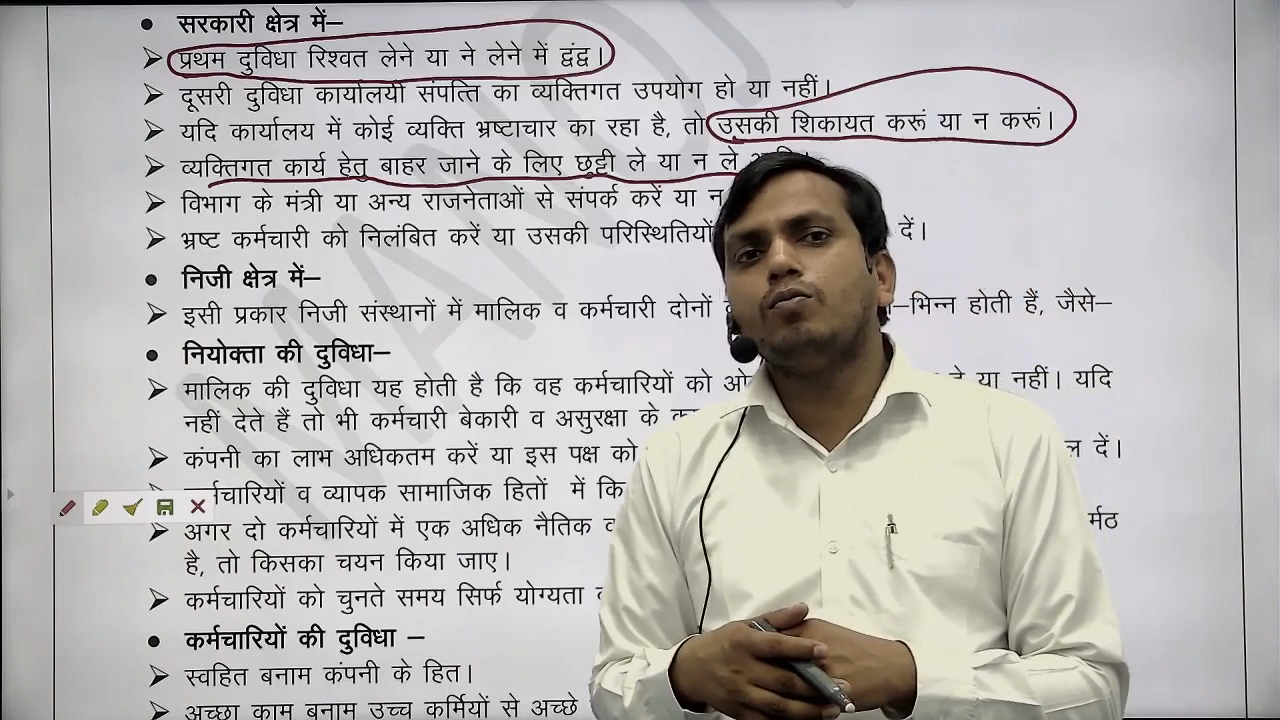 सरकारी क्षेत्र में–
प्रथम दुविधा रिश्वत लेने या ने लेने में द्वंद्व।
दूसरी दुविधा कार्यालयी संपत्ति का व्यक्तिगत उपयोग हो या नहीं।
यदि कार्यालय में कोई व्यक्ति भ्रष्टाचार का रहा है, तो उसकी शिकायत करूं या न करूं।
व्यक्तिगत कार्य हेतु बाहर जाने के लिए छुट्टी ले या न ले
विभाग के मंत्री या अन्य राजनेताओं से संपर्क करें या न
भ्रष्ट कर्मचारी को निलंबित करें या उसकी परिस्थितियों दें।
निजी क्षेत्र में–
इसी प्रकार निजी संस्थानों में मालिक व कर्मचारी दोनों –भिन्न होती हैं, जैसे–
नियोक्ता की दुविधा–
मालिक की दुविधा यह होती है कि वह कर्मचारियों को या नहीं। यदि
नहीं देते हैं तो भी कर्मचारी बेकारी व असुरक्षा के
कंपनी का लाभ अधिकतम करें या इस पक्ष को दें।
व व्यापक सामाजिक हितों में
अगर दो कर्मचारियों में एक अधिक नैतिक
है, तो किसका चयन किया जाए।
कर्मचारियों को चुनते समय सिर्फ योग्यता
कर्मचारियों की दुविधा –
स्वहित बनाम कंपनी के हित।
अच्छा काम बनाम उच्च कर्मियों से अच्छे